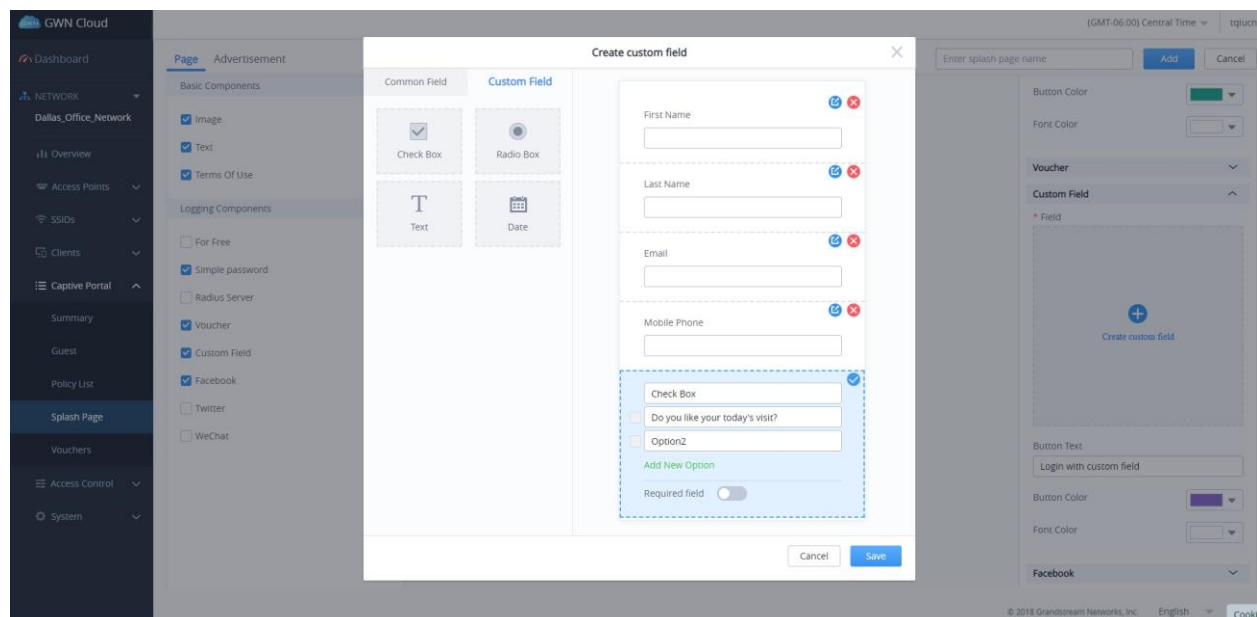 GWN Cloud
(GMT-06:00) Central Time
Dashboard
NETWORK
Dallas_Office_Network
Overview
Access Points
SSIDs
Clients
Captive Portal
Summary
Guest
Policy List
Splash Page
Vouchers
Access Control
System
Page Advertisement
Basic Components
Image
Text
Terms Of Use
Logging Components
For Free
Simple password
Radius Server
Voucher
Custom Field
Facebook
Twitter
WeChat
Create custom field
Common Field Custom Field
Check Box Radio Box
Text Date
First Name
Last Name
Email
Mobile Phone
Check Box
Do you like your today's visit?
Option2
Add New Option
Required field
Cancel Save
Enter splash page name Add Cancel
Button Color
Font Color
Voucher
Custom Field
* Field
Create custom field
Button Text
Login with custom field
Button Color
Font Color
Facebook
© 2018 Grandstream Networks, Inc. English